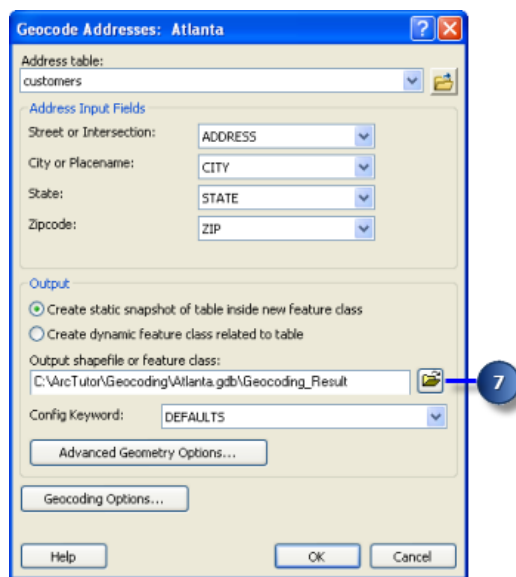 Geocode Addresses: Atlanta
Address table:
customers
Address Input Fields
Street or Intersection: ADDRESS
City or Placename: CITY
State: STATE
Zipcode: ZIP
Output
Create static snapshot of table inside new feature class
Create dynamic feature class related to table
Output shapefile or feature class:
C:\ArcTutor\Geocoding\Atlanta.gdb\Geocoding_Result
7
Config Keyword: DEFAULTS
Advanced Geometry Options...
Geocoding Options...
Help OK Cancel